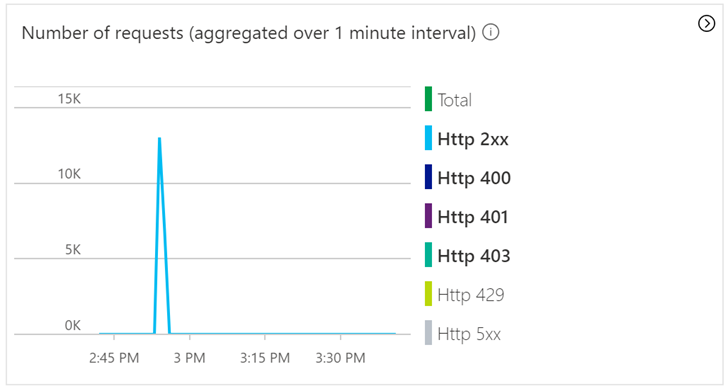 Number of requests (aggregated over 1 minute interval)
15K
10K
5K
0K
2:45 PM 3 PM 3:15 PM 3:30 PM
Total
Http 2xx
Http 400
Http 401
Http 403
Http 429
Http 5xx